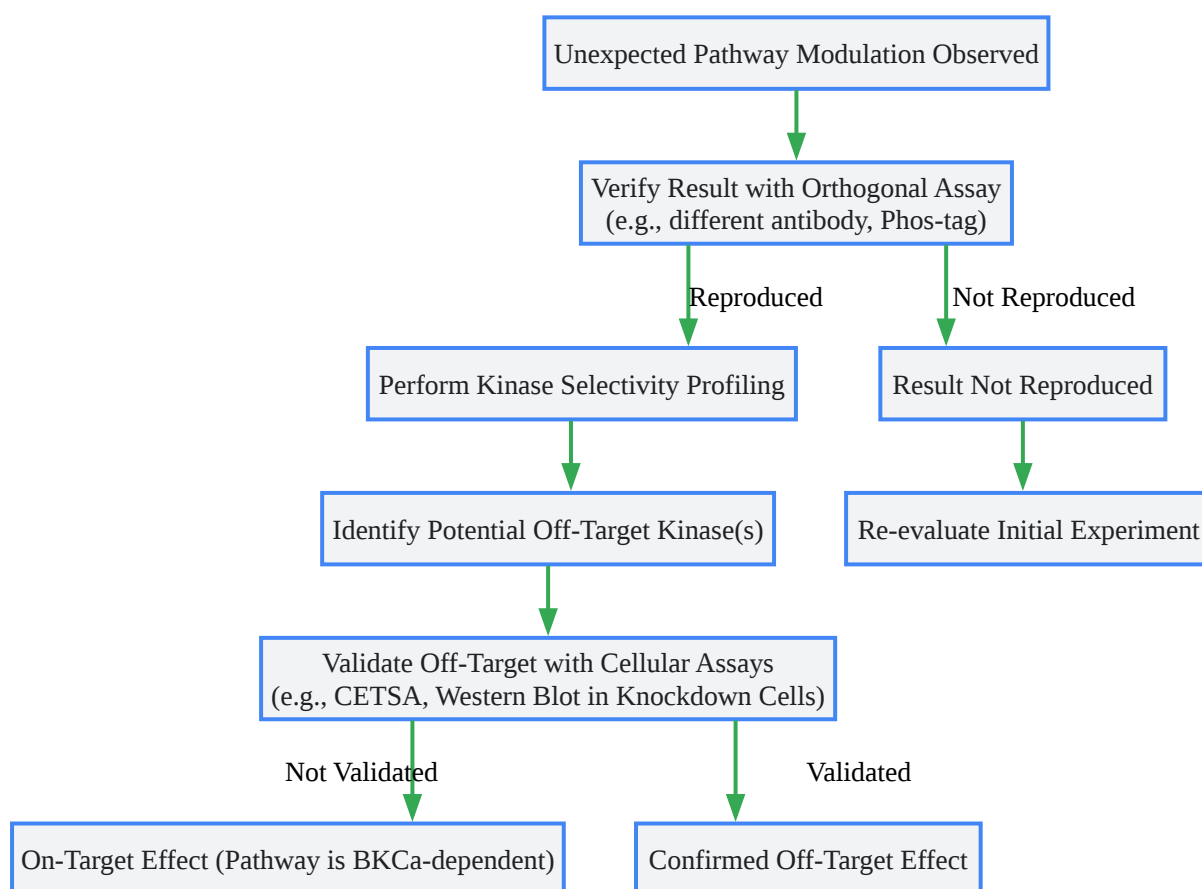 Unexpected Pathway Modulation Observed
Verify Result with Orthogonal Assay
(e.g., different antibody, Phos-tag)
Reproduced
Not Reproduced
Perform Kinase Selectivity Profiling
Result Not Reproduced
Identify Potential Off-Target Kinase(s)
Re-evaluate Initial Experiment
Validate Off-Target with Cellular Assays
(e.g., CETSA, Western Blot in Knockdown Cells)
Not Validated
Validated
On-Target Effect (Pathway is BKCa-dependent)
Confirmed Off-Target Effect